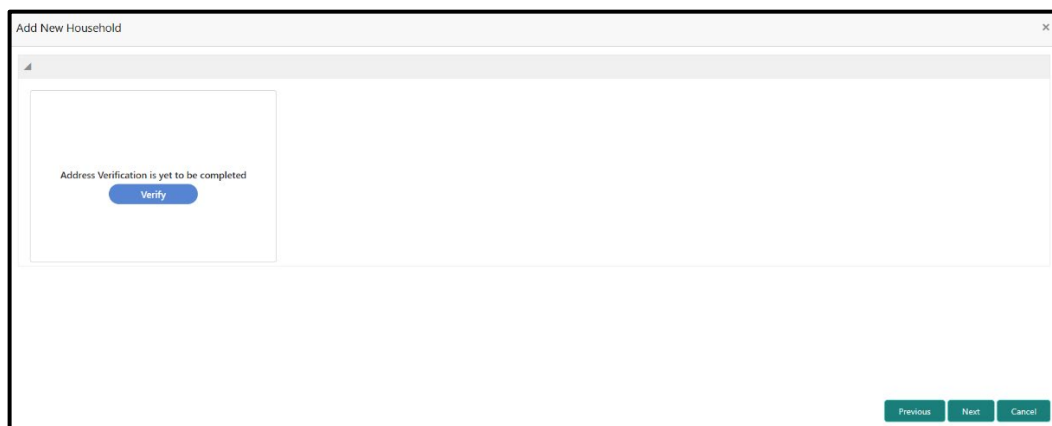 Add New Household
×
Address Verification is yet to be completed
Verify
Previous Next Cancel